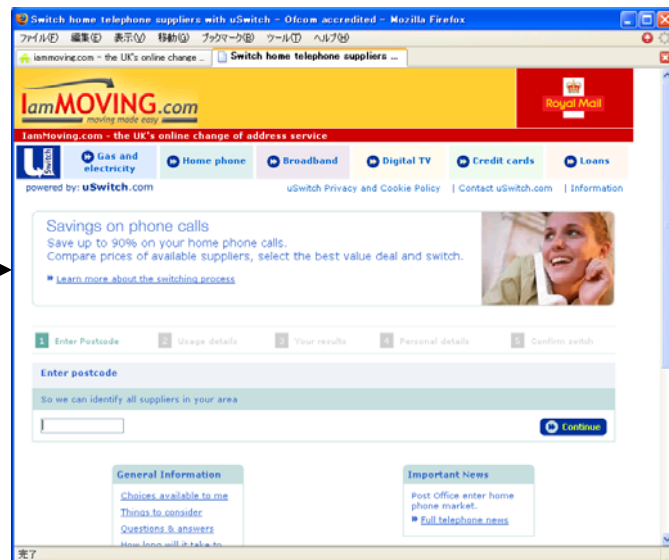 Switch home telephone suppliers with uSwitch - Ofcom accredited - Mozilla Firefox
ファイル(F) 編集(E) 表示(V) 移動(G) ブックマーク(B) ツール(T) ヘルプ(H)
iammoving.com - the UK's online change ... Switch home telephone suppliers ...
IamMOVING.com
moving made easy
Royal Mail
IamMoving.com - the UK's online change of address service
U Switch
Gas and electricity
Home phone
Broadband
Digital TV
Credit cards
Loans
powered by: uSwitch.com
uSwitch Privacy and Cookie Policy | Contact uSwitch.com | Information
Savings on phone calls
Save up to 90% on your home phone calls.
Compare prices of available suppliers, select the best value deal and switch.
Learn more about the switching process
1 Enter Postcode 2 Usage details 3 Your results 4 Personal details 5 Confirm switch
Enter postcode
So we can identify all suppliers in your area
Continue
General Information
Choices available to me
Things to consider
Questions & answers
How long will it take to
Important News
Post Office enter home
phone market.
Full telephone news
完了